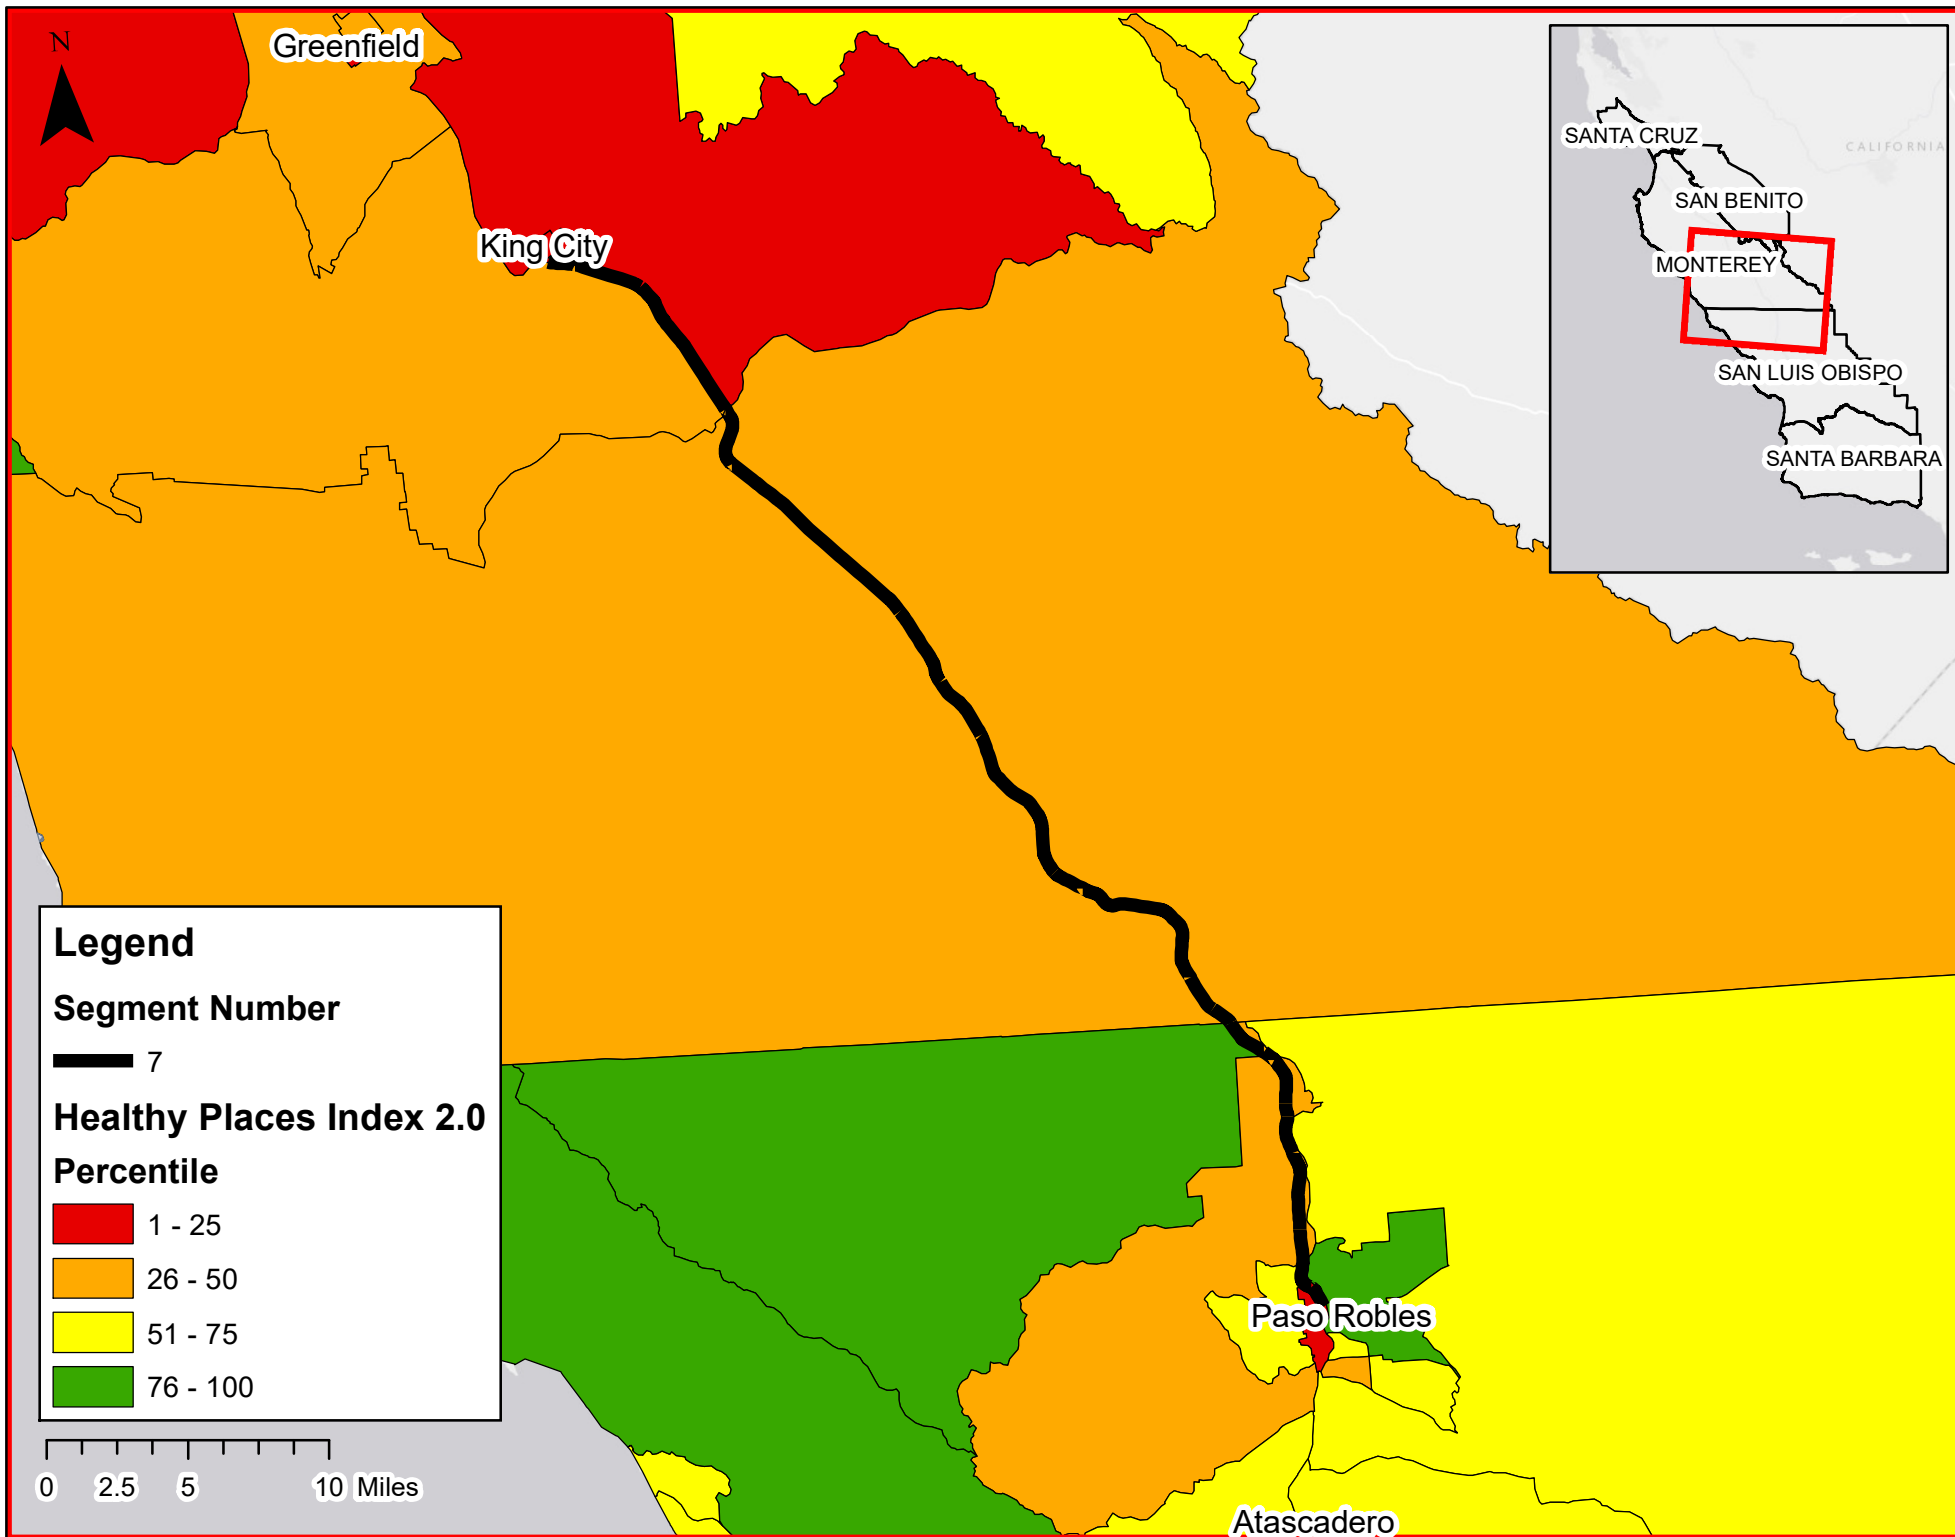 N
Greenfield
King City
SANTA CRUZ
CALIFORNIA
SAN BENITO
MONTEREY
SAN LUIS OBISPO
SANTA BARBARA
Legend
Segment Number
7
Healthy Places Index 2.0
Percentile
1 - 25
26 - 50
51 - 75
76 - 100
Paso Robles
0 2.5 5 10 Miles
Atascadero